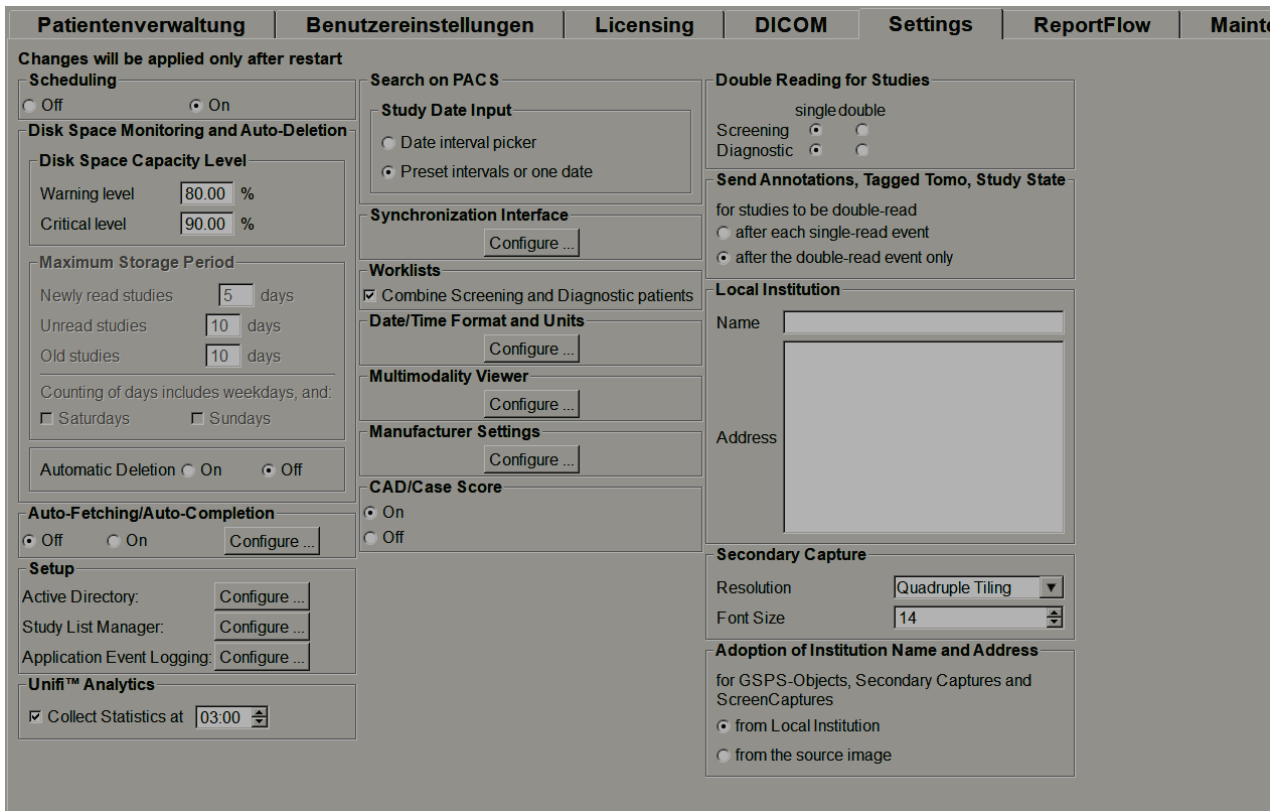 Patientenverwaltung Benutzereinstellungen Licensing DICOM Settings ReportFlow Mainte
Changes will be applied only after restart
Scheduling
Off On
Disk Space Monitoring and Auto-Deletion
Disk Space Capacity Level
Warning level 80.00 %
Critical level 90.00 %
Maximum Storage Period
Newly read studies 5 days
Unread studies 10 days
Old studies 10 days
Counting of days includes weekdays, and:
Saturdays Sundays
Automatic Deletion On Off
Auto-Fetching/Auto-Completion
Off On Configure ...
Setup
Active Directory: Configure ...
Study List Manager: Configure ...
Application Event Logging: Configure ...
Unifi™ Analytics
Collect Statistics at 03:00
Search on PACS
Study Date Input
Date interval picker
Preset intervals or one date
Synchronization Interface
Configure ...
Worklists
Combine Screening and Diagnostic patients
Date/Time Format and Units
Configure ...
Multimodality Viewer
Configure ...
Manufacturer Settings
Configure ...
CAD/Case Score
On
Off
Double Reading for Studies
single double
Screening
Diagnostic
Send Annotations, Tagged Tomo, Study State
for studies to be double-read
after each single-read event
after the double-read event only
Local Institution
Name
Address
Secondary Capture
Resolution Quadruple Tiling
Font Size 14
Adoption of Institution Name and Address
for GSPS-Objects, Secondary Captures and
ScreenCaptures
from Local Institution
from the source image